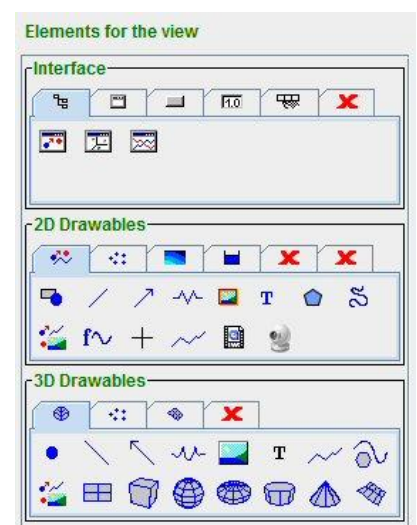 Elements for the view
Interface
1.0
2D Drawables
T
f
3D Drawables
T